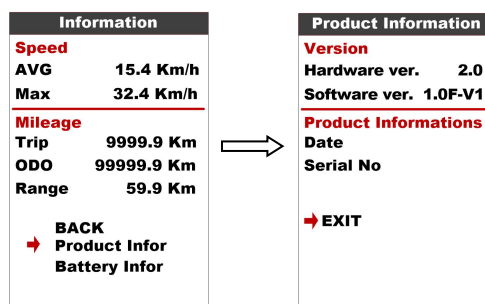 Information
Speed
AVG 15.4 Km/h
Max 32.4 Km/h
Mileage
Trip 9999.9 Km
ODO 99999.9 Km
Range 59.9 Km
BACK
Product Infor
Battery Infor
Product Information
Version
Hardware ver. 2.0
Software ver. 1.0F-V1
Product Informations
Date
Serial No
EXIT